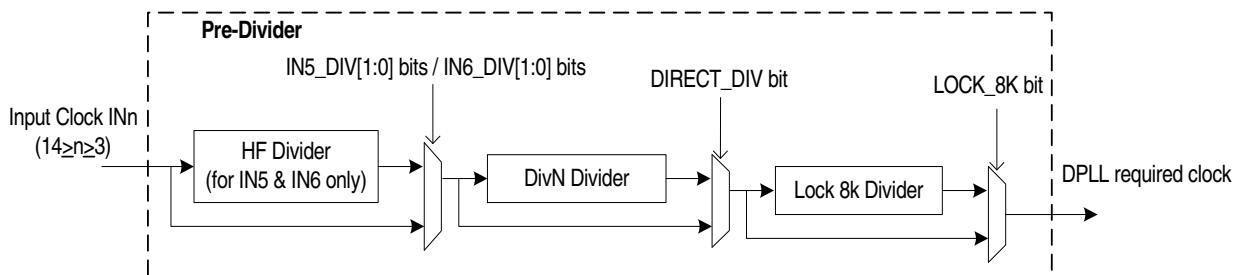 Pre-Divider
IN5_DIV[1:0] bits / IN6_DIV[1:0] bits
DIRECT_DIV bit
LOCK_8K bit
Input Clock INn
(14≥n≥3)
HF Divider
(for IN5 & IN6 only)
DivN Divider
Lock 8k Divider
DPLL required clock